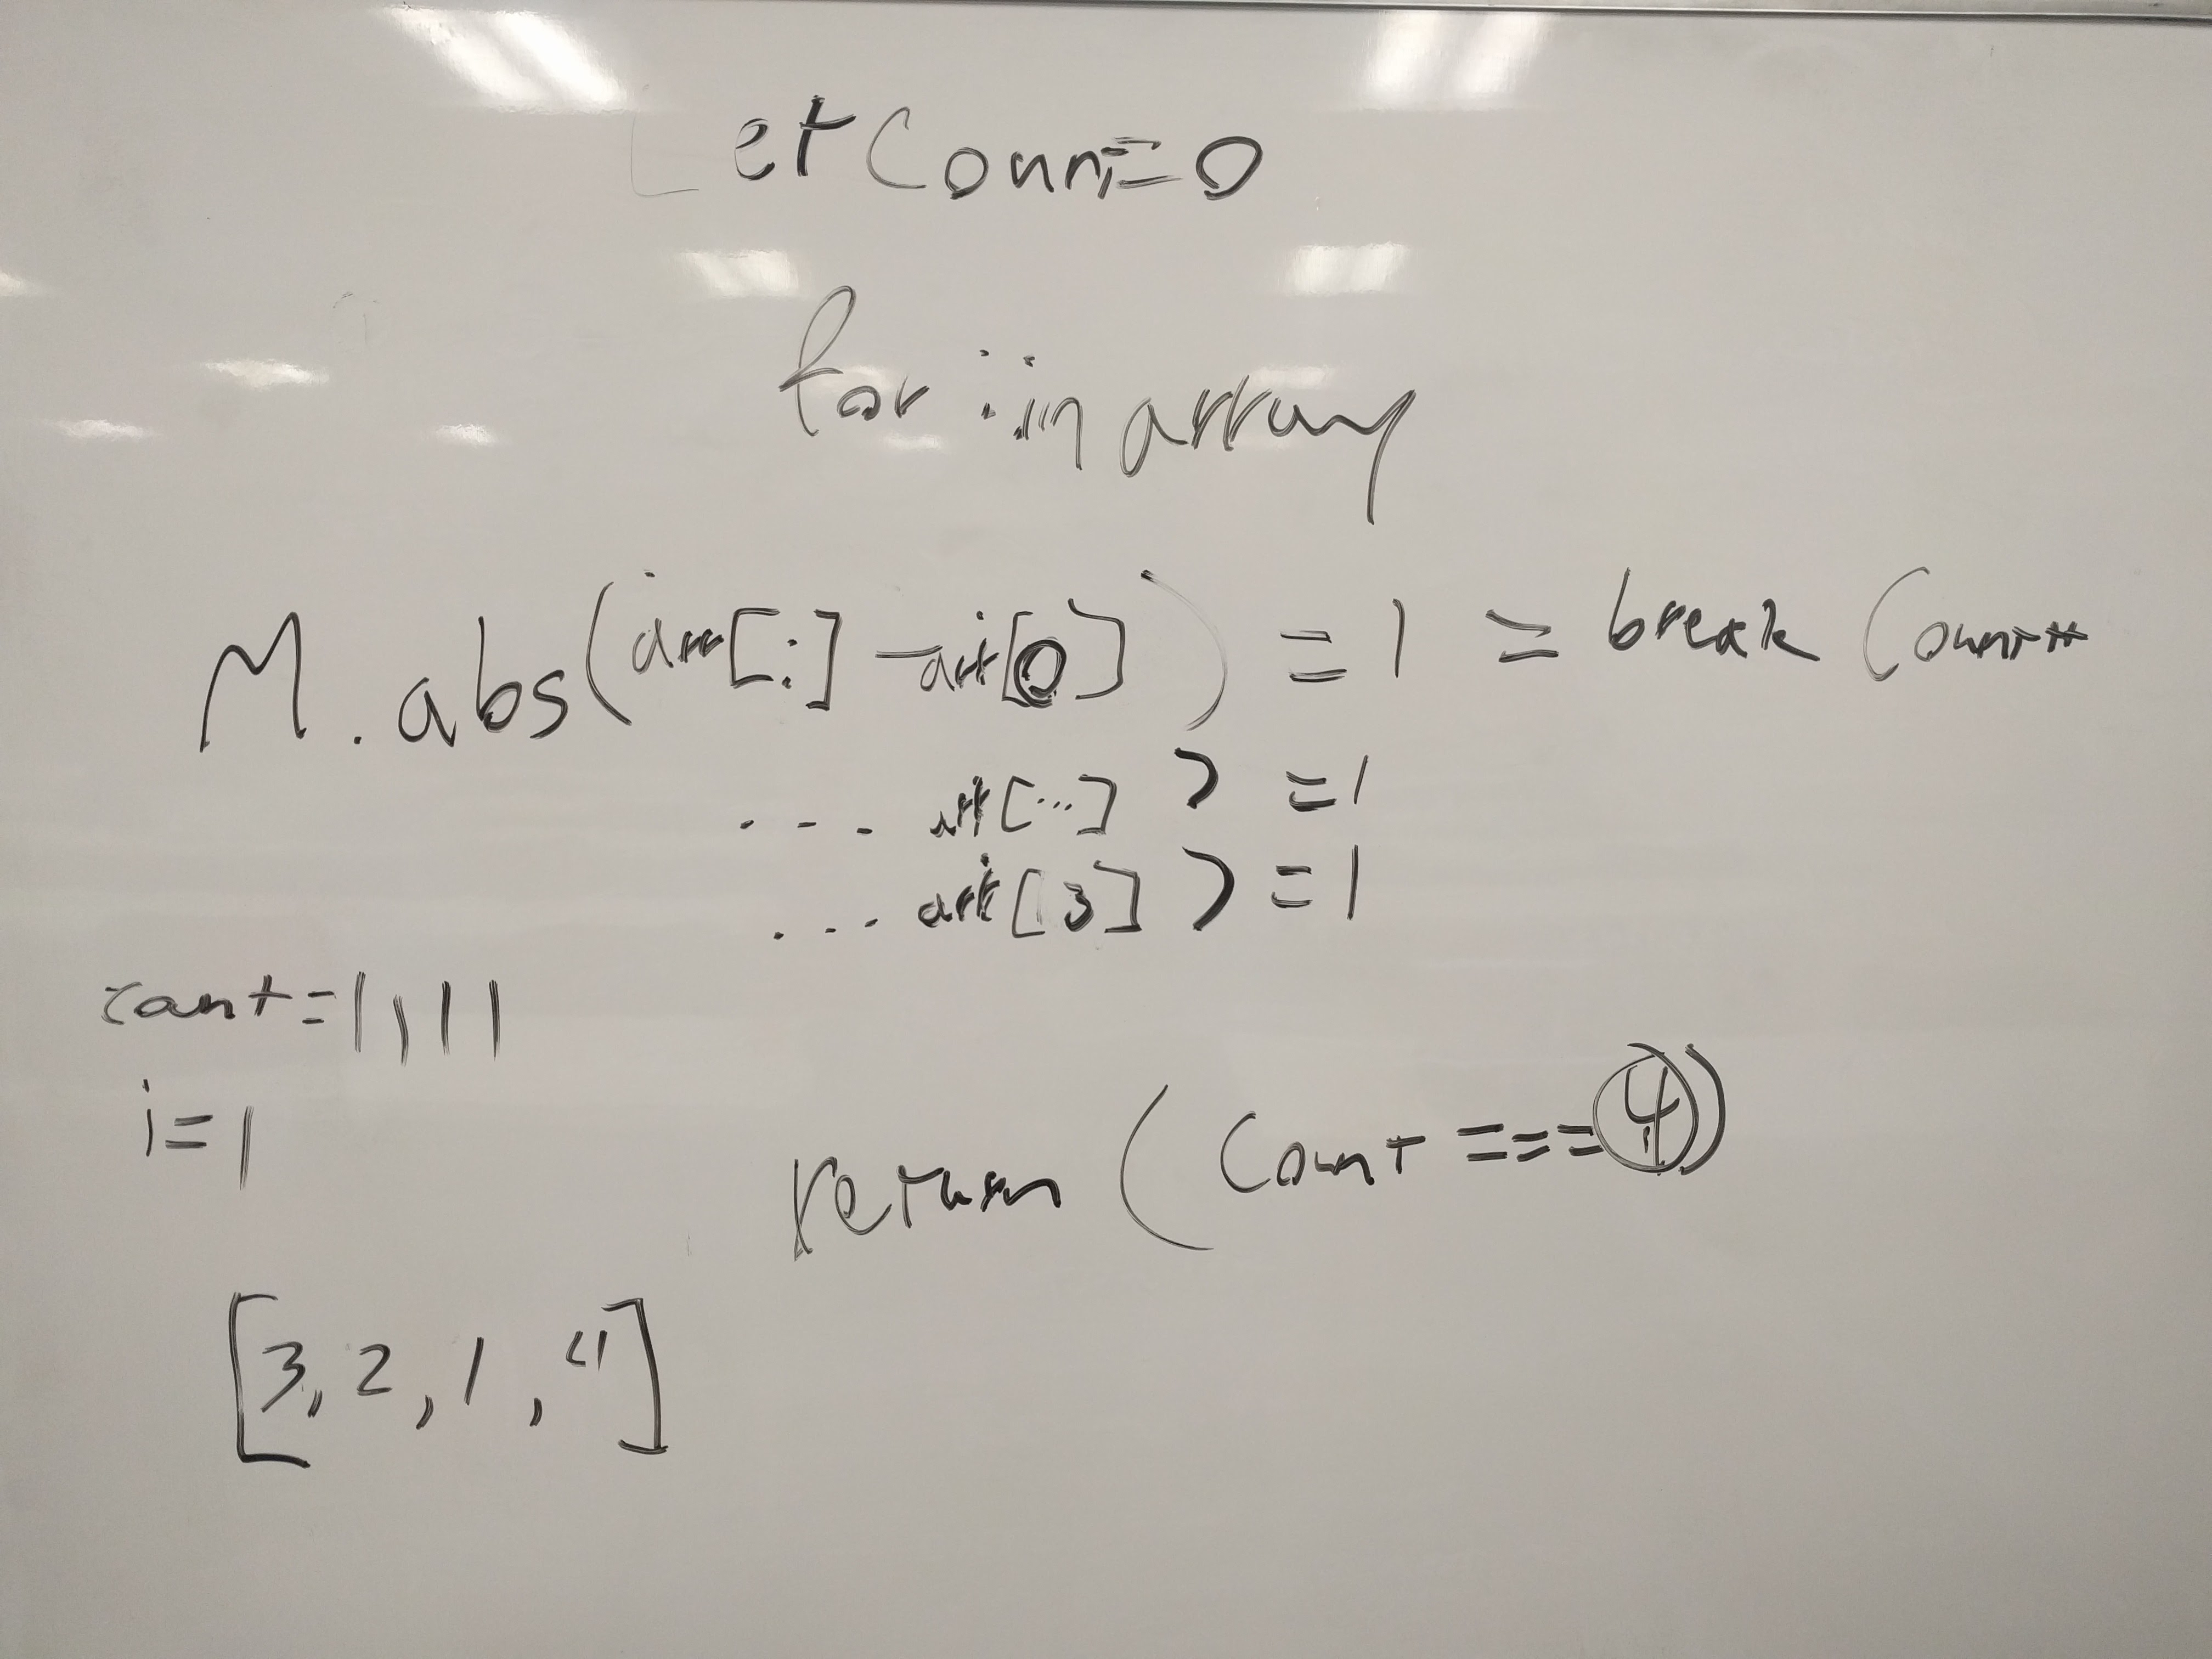 Let Count=0
for i in array
M.abs(arr[i] - arr[0]) = 1 = break Count++
... arr[...] ) = 1
... arr[3] ) = 1
count = 1, 1 1
i = 1
return (Count === 4))
[3, 2, 1, 4]